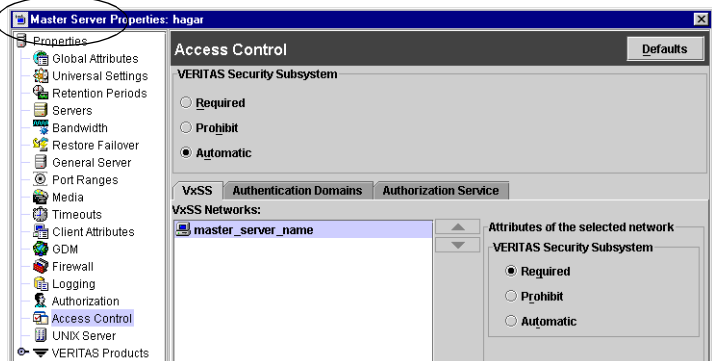 Master Server Properties: hagar
Properties
Global Attributes
Universal Settings
Retention Periods
Servers
Bandwidth
Restore Failover
General Server
Port Ranges
Media
Timeouts
Client Attributes
GDM
Firewall
Logging
Authorization
Access Control
UNIX Server
VERITAS Products
Access Control
Defaults
VERITAS Security Subsystem
Required
Prohibit
Automatic
VxSS
Authentication Domains
Authorization Service
VxSS Networks:
master_server_name
Attributes of the selected network
VERITAS Security Subsystem
Required
Prohibit
Automatic